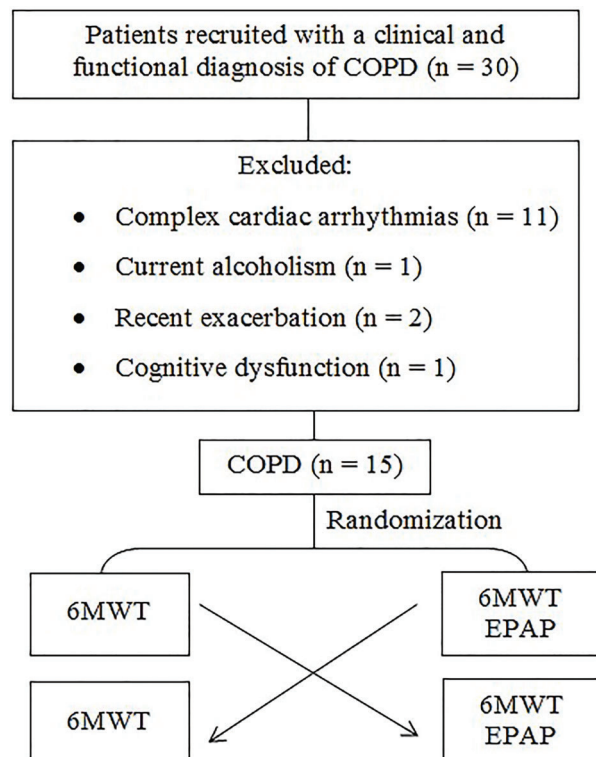 Patients recruited with a clinical and
functional diagnosis of COPD (n = 30)
Excluded:
• Complex cardiac arrhythmias (n = 11)
• Current alcoholism (n = 1)
• Recent exacerbation (n = 2)
• Cognitive dysfunction (n = 1)
COPD (n = 15)
Randomization
6MWT
6MWT
EPAP
6MWT
6MWT
EPAP